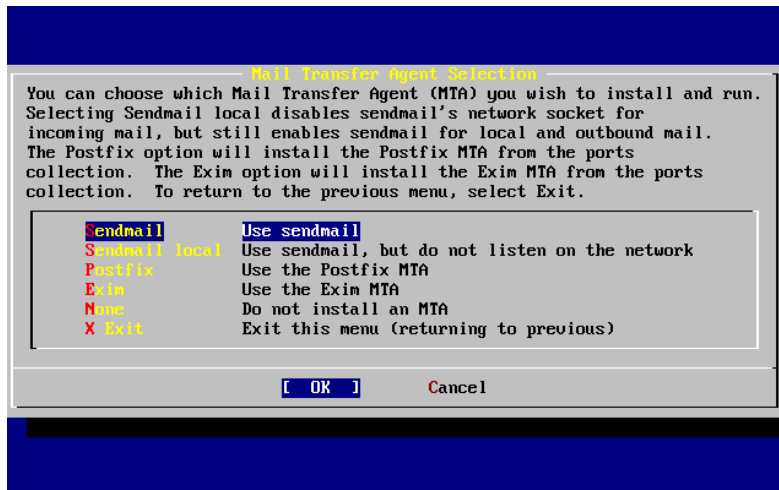 Mail Transfer Agent Selection
You can choose which Mail Transfer Agent (MTA) you wish to install and run.
Selecting Sendmail local disables sendmail's network socket for
incoming mail, but still enables sendmail for local and outbound mail.
The Postfix option will install the Postfix MTA from the ports
collection.  The Exim option will install the Exim MTA from the ports
collection.  To return to the previous menu, select Exit.
Sendmail Use sendmail
Sendmail local Use sendmail, but do not listen on the network
Postfix Use the Postfix MTA
Exim Use the Exim MTA
None Do not install an MTA
X Exit Exit this menu (returning to previous)
[ OK ] Cancel